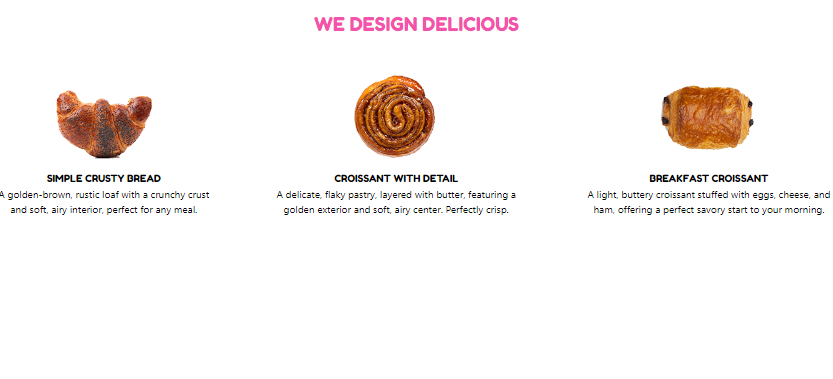 WE DESIGN DELICIOUS
SIMPLE CRUSTY BREAD
A golden-brown, rustic loaf with a crunchy crust
and soft, airy interior, perfect for any meal.
CROISSANT WITH DETAIL
A delicate, flaky pastry, layered with butter, featuring a
golden exterior and soft, airy center. Perfectly crisp.
BREAKFAST CROISSANT
A light, buttery croissant stuffed with eggs, cheese, and
ham, offering a perfect savory start to your morning.